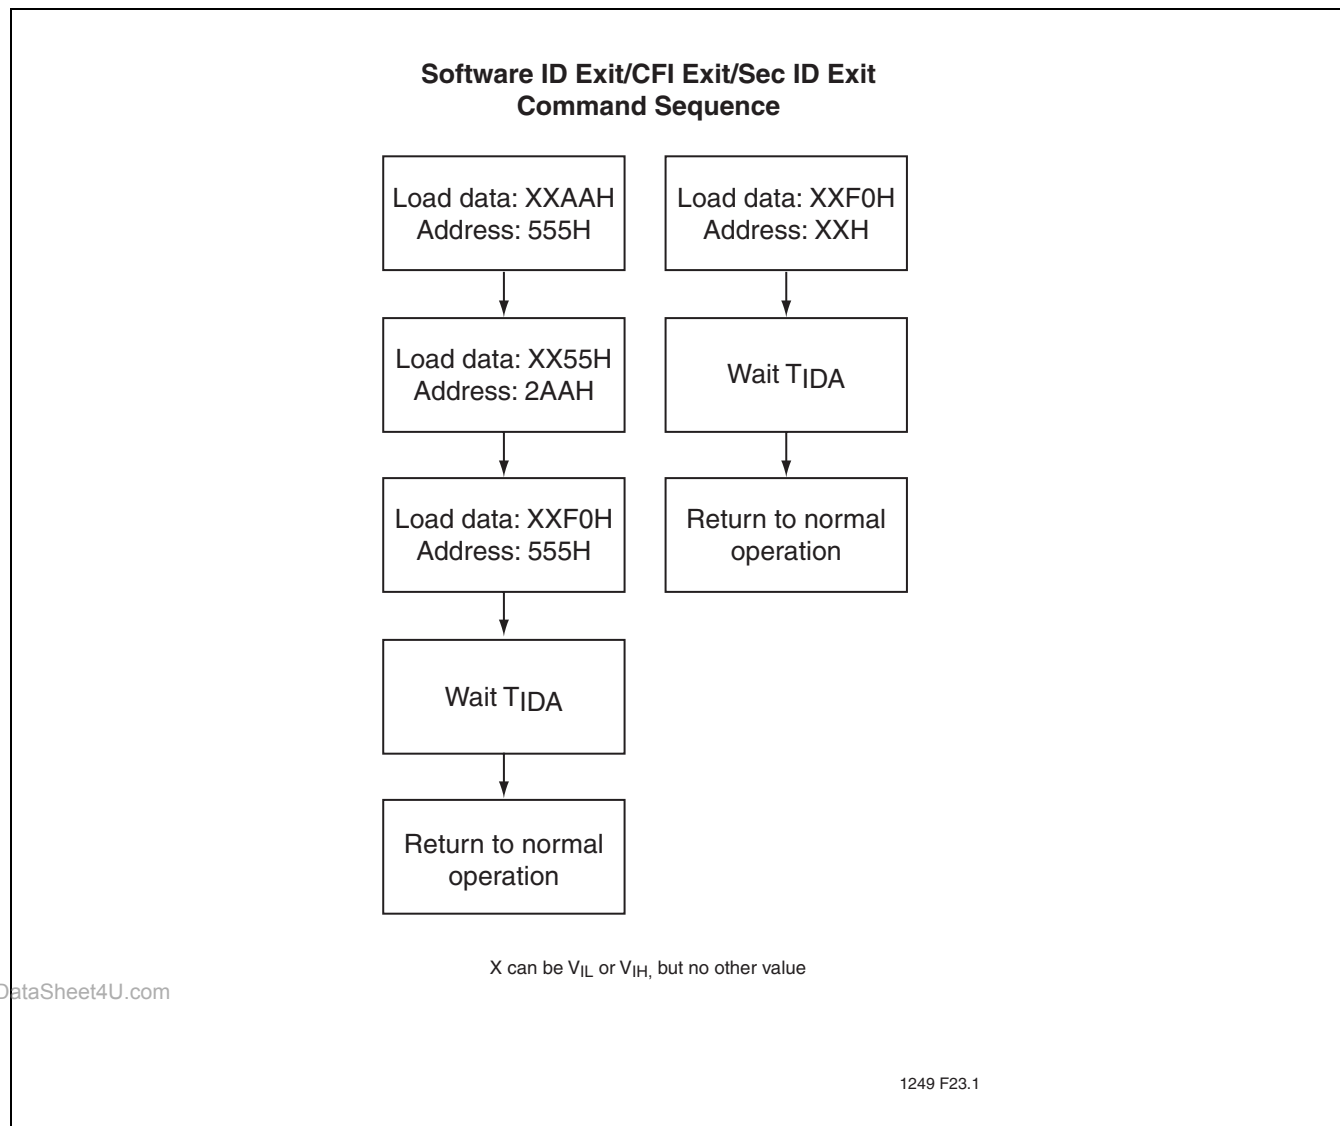 Software ID Exit/CFI Exit/Sec ID Exit
Command Sequence
Load data: XXAAH
Address: 555H
Load data: XX55H
Address: 2AAH
Load data: XXF0H
Address: 555H
Wait TIDA
Return to normal
operation
Load data: XXF0H
Address: XXH
Wait TIDA
Return to normal
operation
X can be VIL or VIH, but no other value
DataSheet4U.com
1249 F23.1